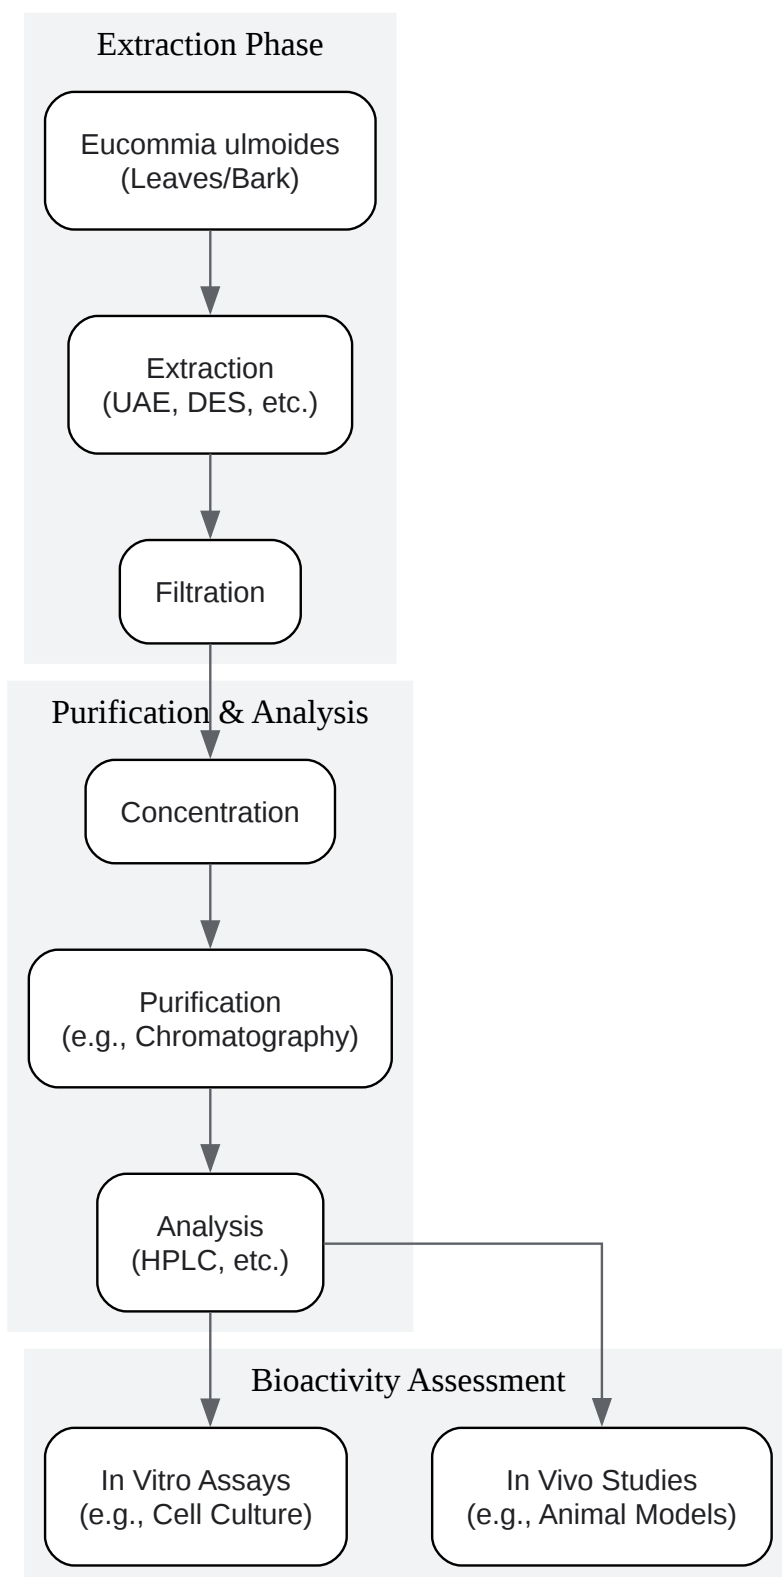 Extraction Phase
Eucommia ulmoides
(Leaves/Bark)
Extraction
(UAE, DES, etc.)
Filtration
Purification & Analysis
Concentration
Purification
(e.g., Chromatography)
Analysis
(HPLC, etc.)
Bioactivity Assessment
In Vitro Assays
(e.g., Cell Culture)
In Vivo Studies
(e.g., Animal Models)